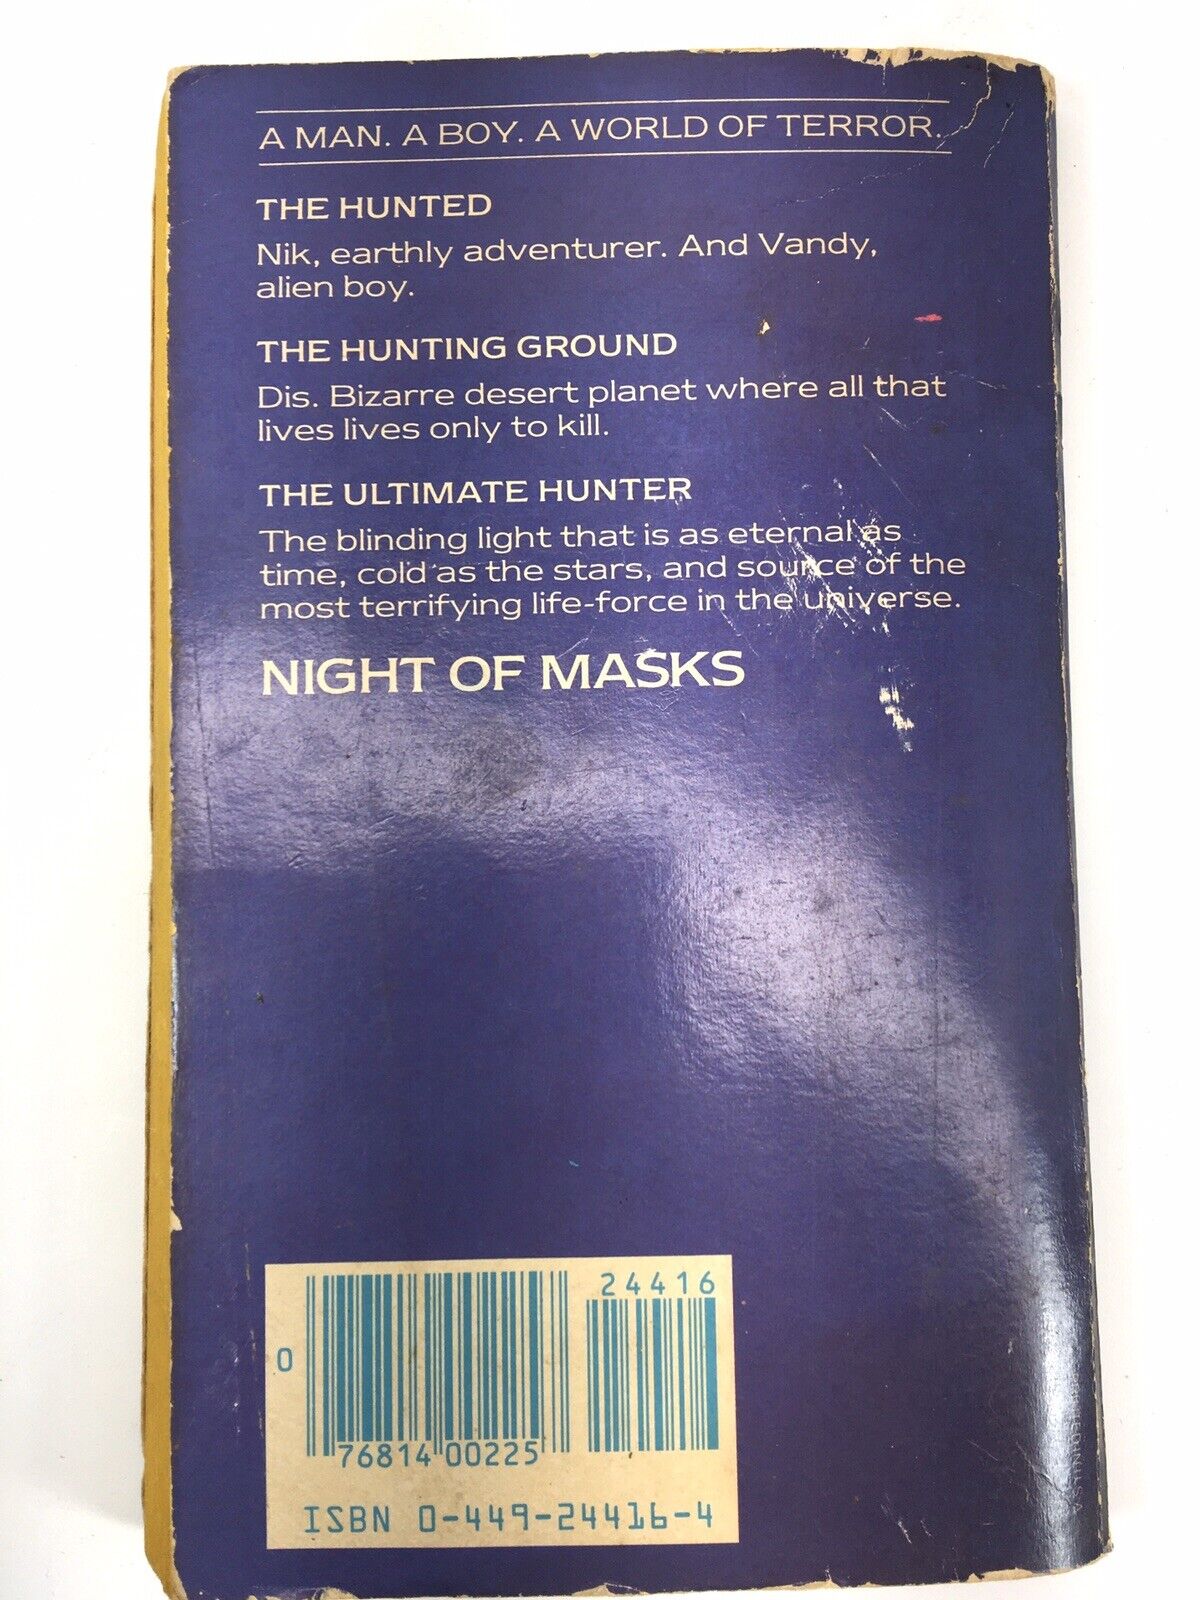 A MAN. A BOY. A WORLD OF TERROR.
THE HUNTED
Nik, earthly adventurer. And Vandy,
alien boy.
THE HUNTING GROUND
Dis. Bizarre desert planet where all that
lives lives only to kill.
THE ULTIMATE HUNTER
The blinding light that is as eternal as
time, cold as the stars, and source of the
most terrifying life-force in the universe.
NIGHT OF MASKS
24416
0
76814 00225
ISBN 0-449-24416-4